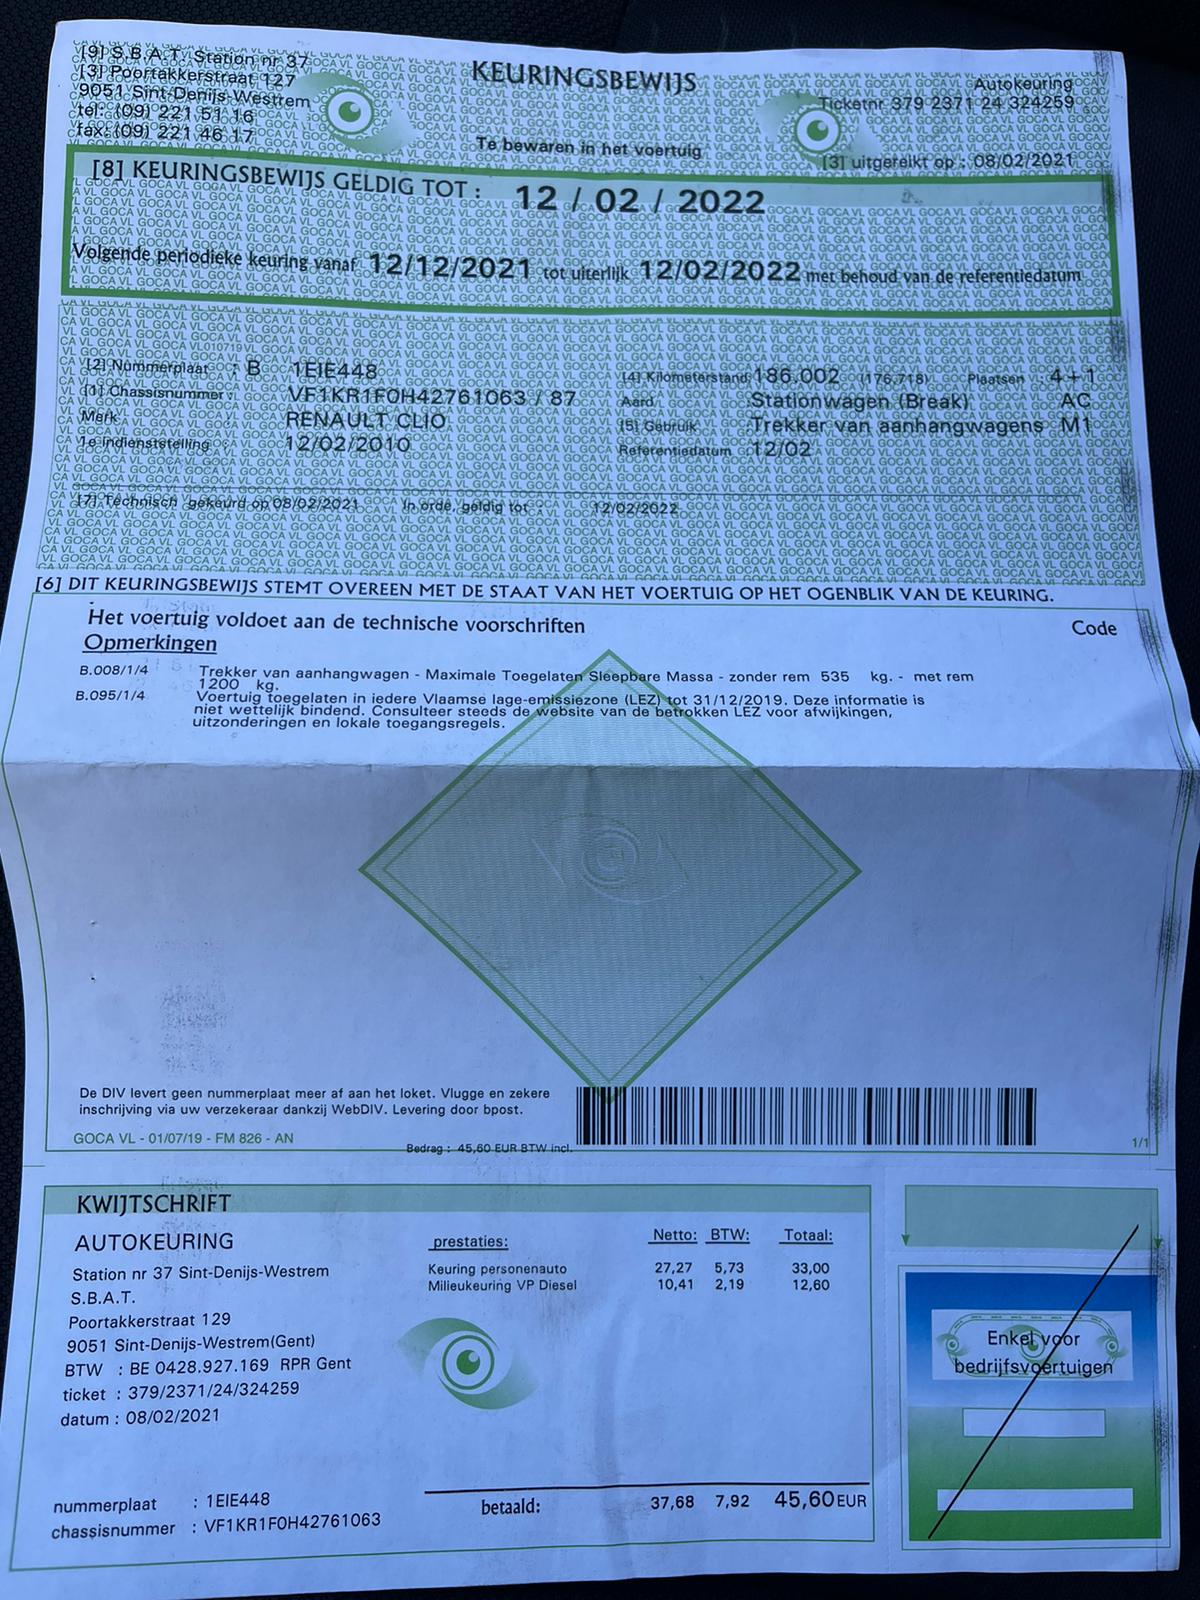 [9] S.B.A.T. Station nr 37
[3] Poortakkerstraat 127
9051 Sint-Denijs-Westrem
tel: (09) 221 51 16
fax: (09) 221 46 17
KEURINGSBEWIJS
Te bewaren in het voertuig
Autokeuring
Ticketnr 379 2371 24 324259
[3] uitgereikt op : 08/02/2021
[8] KEURINGSBEWIJS GELDIG TOT : 12 / 02 / 2022
Volgende periodieke keuring vanaf 12/12/2021 tot uiterlijk 12/02/2022 met behoud van de referentiedatum
[2] Nummerplaat : B 1EIE448
[1] Chassisnummer : VF1KR1F0H42761063 / 87
Merk RENAULT CLIO
1e Indienststelling 12/02/2010
[4] Kilometerstand: 186.002 (176,718) Plaatsen : 4+1
Aard Stationwagen (Break) AC
[5] Gebruik Trekker van aanhangwagens M1
Referentiedatum 12/02
[7] Technisch gekeurd op 08/02/2021 In orde, geldig tot : 12/02/2022
[6] DIT KEURINGSBEWIJS STEMT OVEREEN MET DE STAAT VAN HET VOERTUIG OP HET OGENBLIK VAN DE KEURING.
Het voertuig voldoet aan de technische voorschriften Code
Opmerkingen
B.008/1/4 Trekker van aanhangwagen - Maximale Toegelaten Sleepbare Massa - zonder rem 535 kg. - met rem
1200 kg.
B.095/1/4 Voertuig toegelaten in iedere Vlaamse lage-emissiezone (LEZ) tot 31/12/2019. Deze informatie is
niet wettelijk bindend. Consulteer steeds de website van de betrokken LEZ voor afwijkingen,
uitzonderingen en lokale toegangsregels.
De DIV levert geen nummerplaat meer af aan het loket. Vlugge en zekere
inschrijving via uw verzekeraar dankzij WebDIV. Levering door bpost.
GOCA VL - 01/07/19 - FM 826 - AN
Bedrag : 45,60 EUR BTW incl.
1/1
KWIJTSCHRIFT
AUTOKEURING
Station nr 37 Sint-Denijs-Westrem
S.B.A.T.
Poortakkerstraat 129
9051 Sint-Denijs-Westrem(Gent)
BTW : BE 0428.927.169 RPR Gent
ticket : 379/2371/24/324259
datum : 08/02/2021
nummerplaat : 1EIE448
chassisnummer : VF1KR1F0H42761063
prestaties: Netto: BTW: Totaal:
Keuring personenauto 27,27 5,73 33,00
Milieukeuring VP Diesel 10,41 2,19 12,60
betaald: 37,68 7,92 45,60 EUR
Enkel voor
bedrijfsvoertuigen